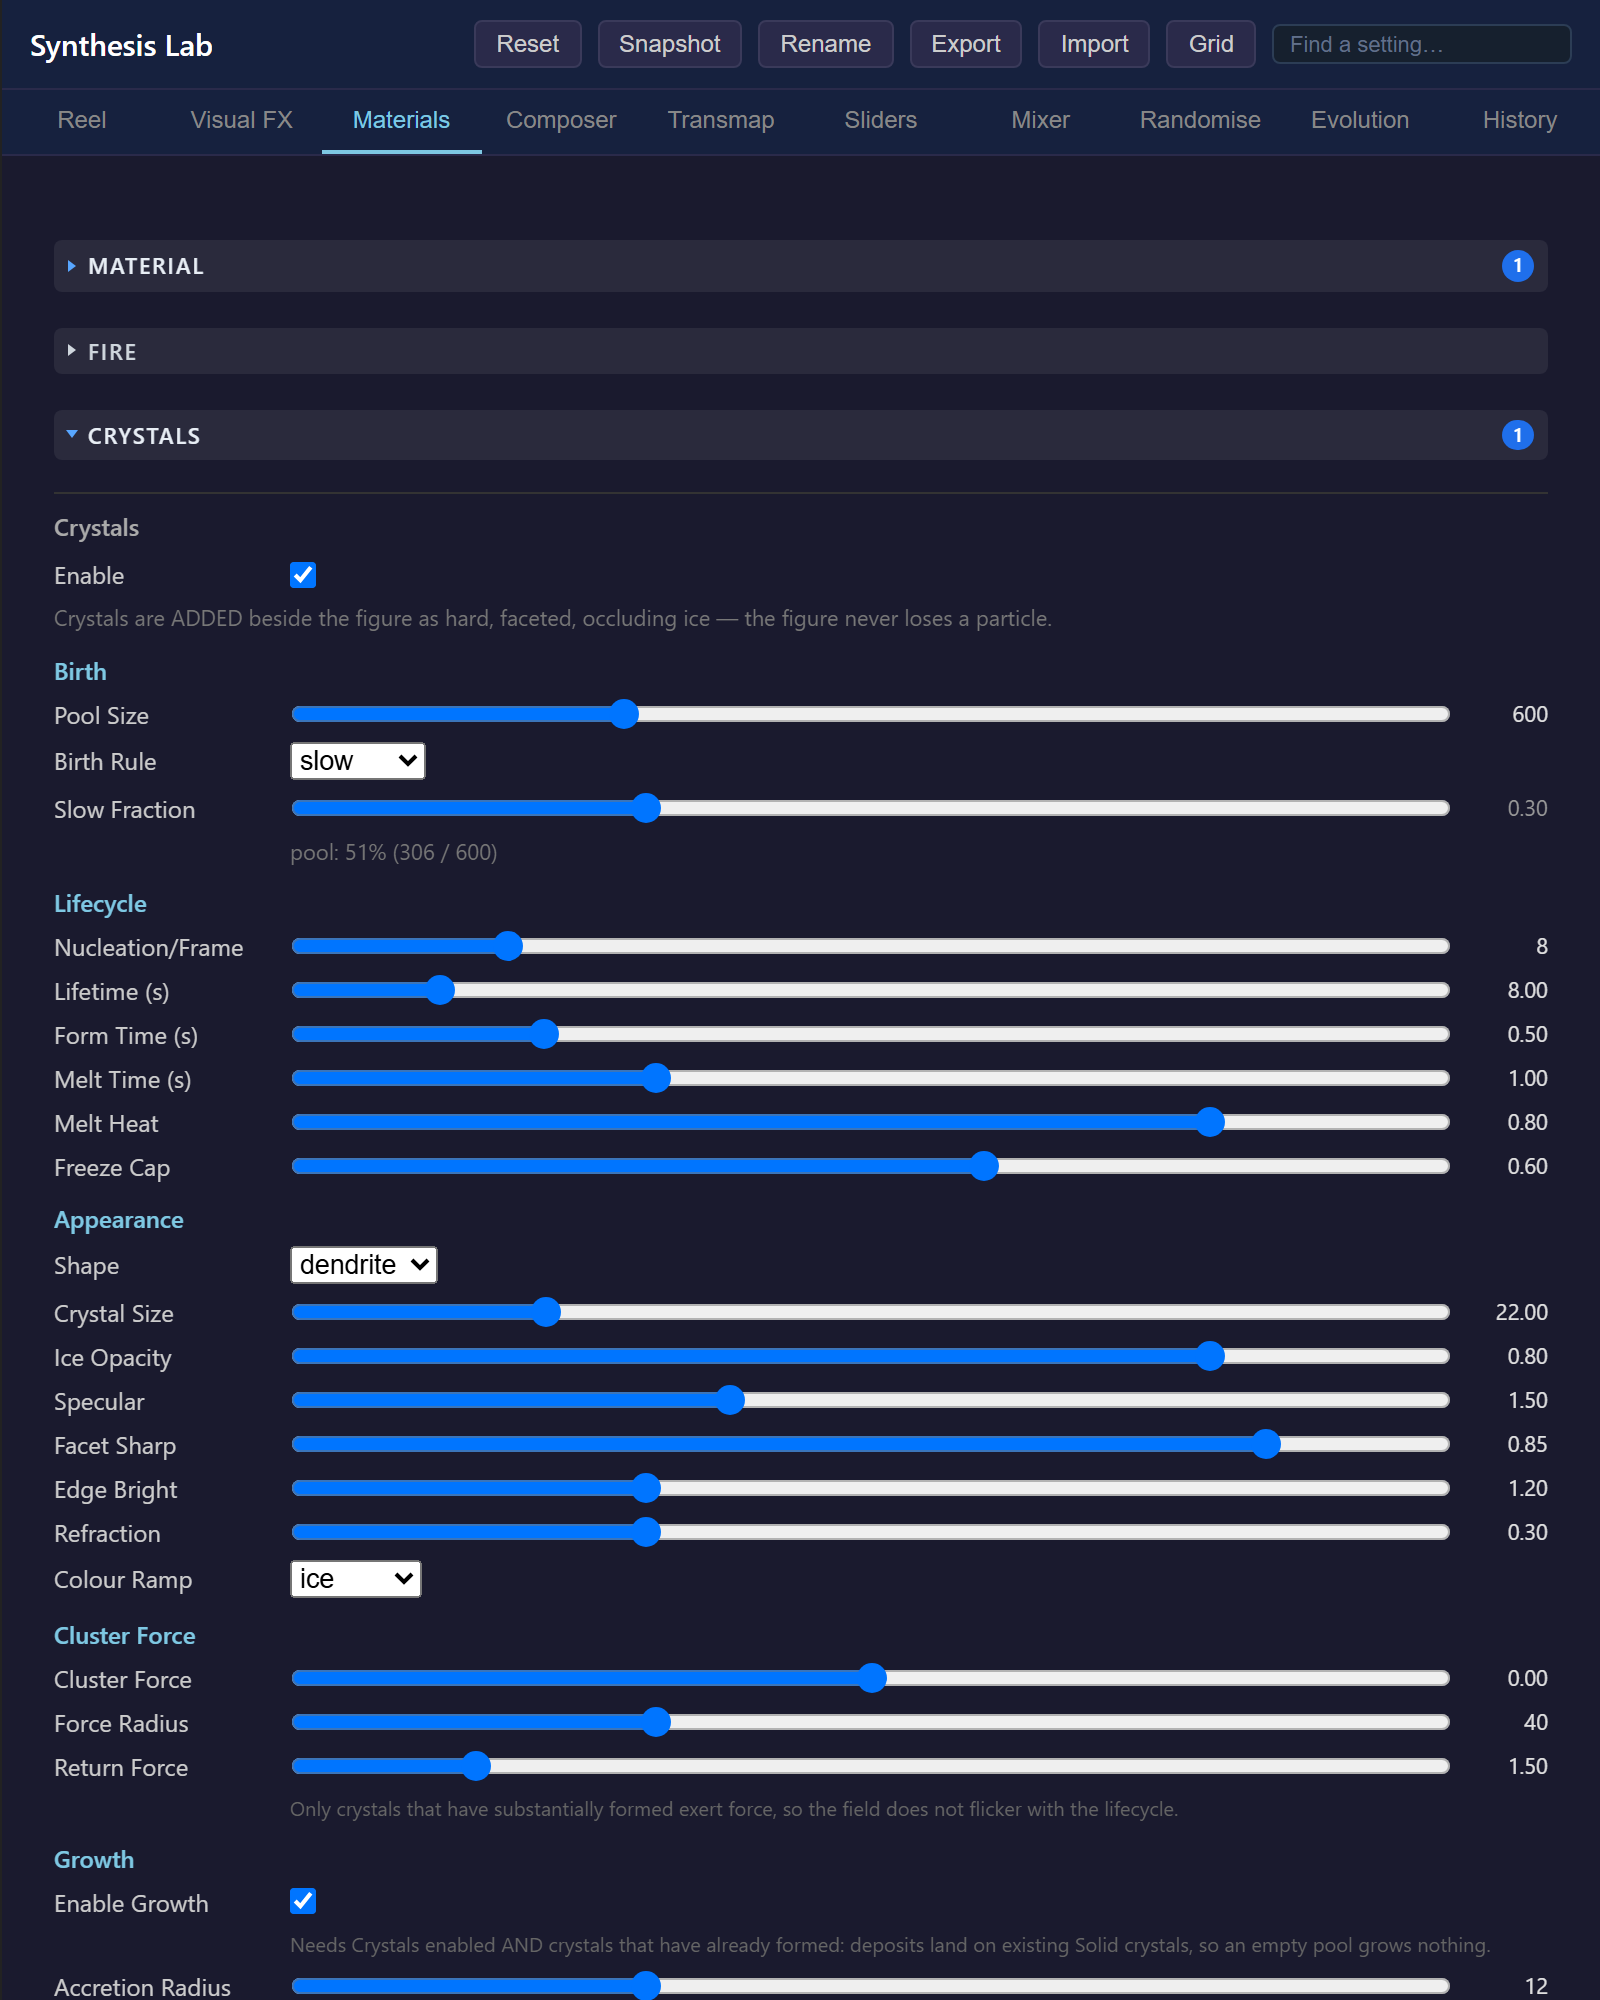 Synthesis Lab
Reset Snapshot Rename Export Import Grid Find a setting…
Reel Visual FX Materials Composer Transmap Sliders Mixer Randomise Evolution History
MATERIAL 1
FIRE
CRYSTALS 1
Crystals
Enable
Crystals are ADDED beside the figure as hard, faceted, occluding ice — the figure never loses a particle.
Birth
Pool Size 600
Birth Rule slow
Slow Fraction 0.30
pool: 51% (306 / 600)
Lifecycle
Nucleation/Frame 8
Lifetime (s) 8.00
Form Time (s) 0.50
Melt Time (s) 1.00
Melt Heat 0.80
Freeze Cap 0.60
Appearance
Shape dendrite
Crystal Size 22.00
Ice Opacity 0.80
Specular 1.50
Facet Sharp 0.85
Edge Bright 1.20
Refraction 0.30
Colour Ramp ice
Cluster Force
Cluster Force 0.00
Force Radius 40
Return Force 1.50
Only crystals that have substantially formed exert force, so the field does not flicker with the lifecycle.
Growth
Enable Growth
Needs Crystals enabled AND crystals that have already formed: deposits land on existing Solid crystals, so an empty pool grows nothing.
Accretion Radius 12